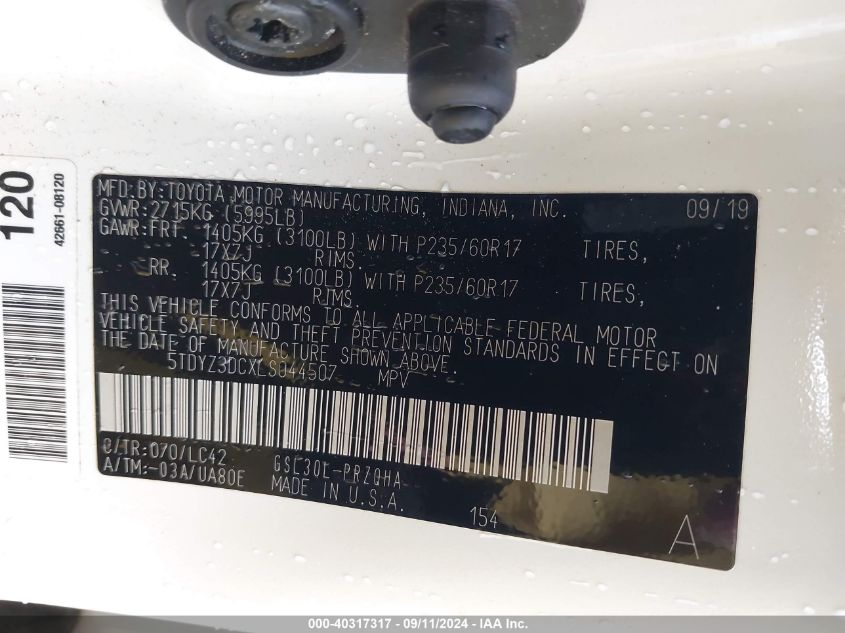 120
42661-08120
MFD.BY:TOYOTA MOTOR MANUFACTURING, INDIANA, INC. 09/19
GVWR:2715KG (5995LB)
GAWR:FRT. 1405KG (3100LB) WITH P235/60R17 TIRES,
17X7J RIMS.
RR. 1405KG (3100LB) WITH P235/60R17 TIRES,
17X7J RIMS.
THIS VEHICLE CONFORMS TO ALL APPLICABLE FEDERAL MOTOR
VEHICLE SAFETY AND THEFT PREVENTION STANDARDS IN EFFECT ON
THE DATE OF MANUFACTURE SHOWN ABOVE.
5TDYZ3DCXLS044507 MPV
C/TR:070/LC42 GSL30L-PRZQHA
A/TM:-03A/UA80E MADE IN U.S.A.
154
A
000-40317317 - 09/11/2024 - IAA Inc.